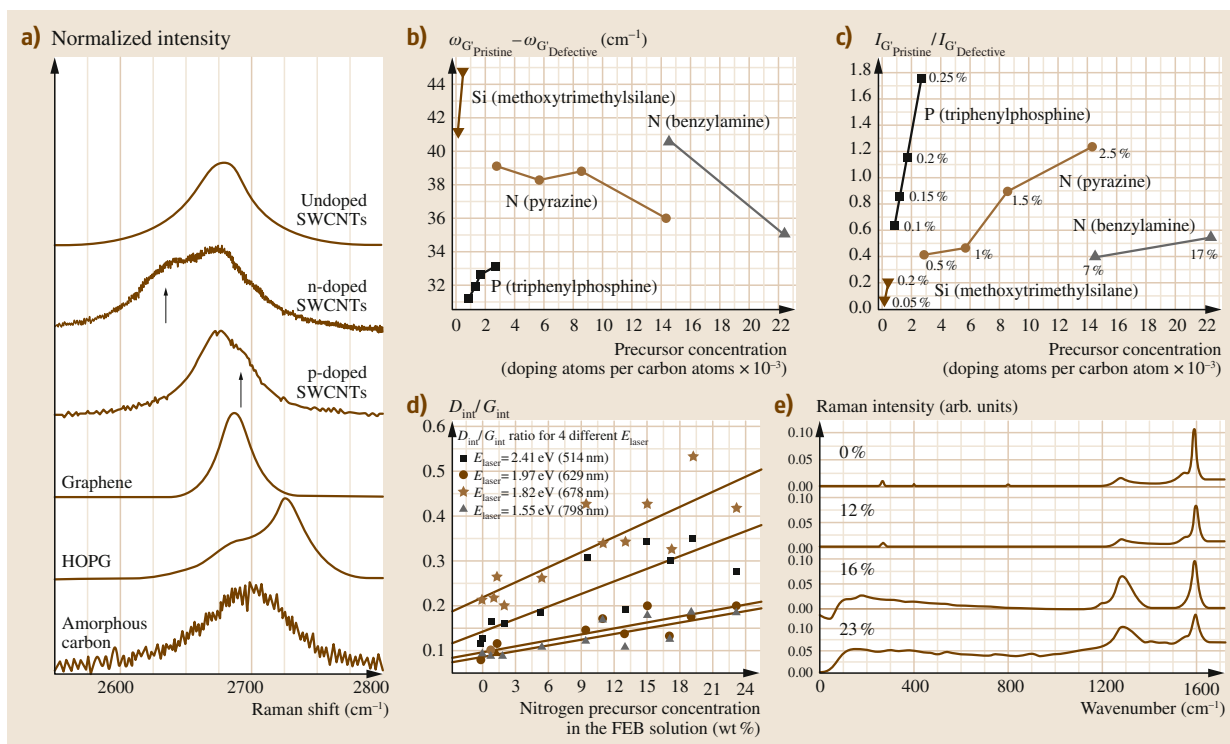 a) Normalized intensity
Undoped
SWCNTs
n-doped
SWCNTs
p-doped
SWCNTs
Graphene
HOPG
Amorphous
carbon
2600 2700 2800
Raman shift (cm⁻¹)
b) ωG'Pristine – ωG'Defective (cm⁻¹)
44
42
40
38
36
34
32
Si (methoxytrimethylsilane)
N (benzylamine)
N (pyrazine)
P (triphenylphosphine)
0 2 4 6 8 10 12 14 16 18 20 22
Precursor concentration
(doping atoms per carbon atoms × 10⁻³)
c) IG'Pristine / IG'Defective
1.8
1.6
1.4
1.2
1.0
0.8
0.6
0.4
0.2
0.0
0.25 %
P (triphenylphosphine)
0.2 %
2.5 %
0.15 %
N (pyrazine)
1.5 %
0.1 %
N (benzylamine)
0.5 %
1 %
7 %
17 %
0.2 %
Si (methoxytrimethylsilane)
0.05 %
0 2 4 6 8 10 12 14 16 18 20 22
Precursor concentration
(doping atoms per carbon atom × 10⁻³)
d) Dint / Gint
0.6
0.5
0.4
0.3
0.2
0.1
Dint / Gint ratio for 4 different Elaser
Elaser = 2.41 eV (514 nm)
Elaser = 1.97 eV (629 nm)
Elaser = 1.82 eV (678 nm)
Elaser = 1.55 eV (798 nm)
0 3 6 9 12 15 18 21 24
Nitrogen precursor concentration
in the FEB solution (wt %)
e) Raman intensity (arb. units)
0.10
0.05
0.00
0 %
0.10
0.05
0.00
12 %
0.10
0.05
0.00
16 %
0.10
0.05
0.00
23 %
0 400 800 1200 1600
Wavenumber (cm⁻¹)